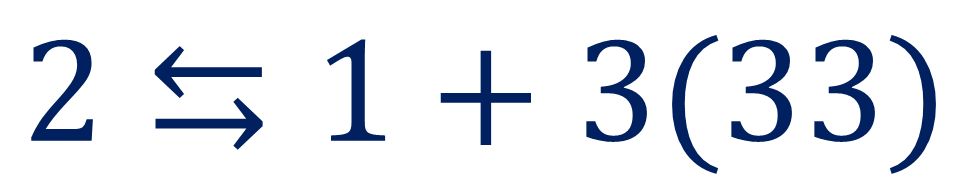 2 ⇆ 1 + 3(33)